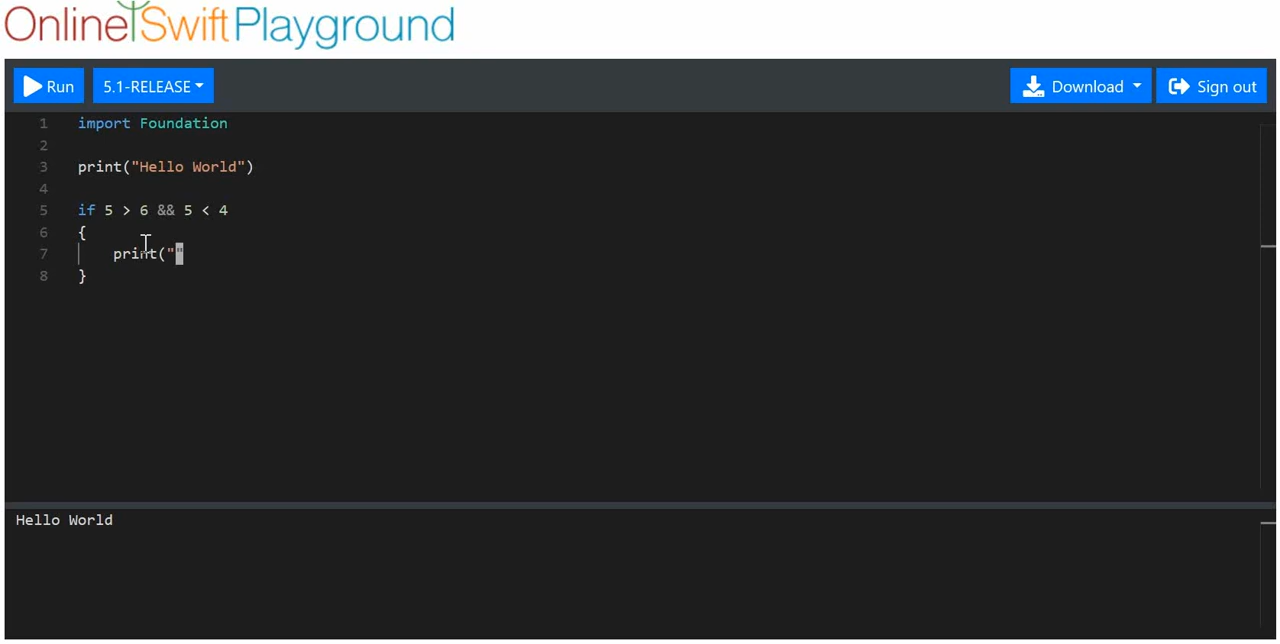 OnlineSwiftPlayground
Run 5.1-RELEASE Download Sign out
1 import Foundation
2
3 print("Hello World")
4
5 if 5 > 6 && 5 < 4
6 {
7 print(""
8 }
Hello World